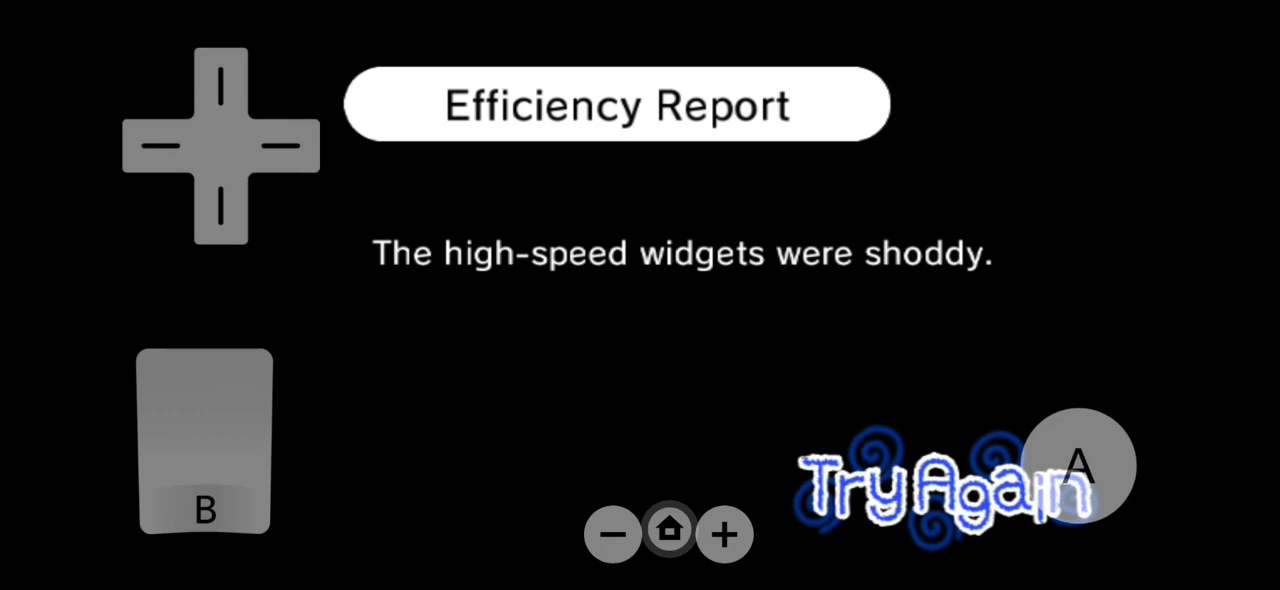 Efficiency Report
The high-speed widgets were shoddy.
B
Try Again
A